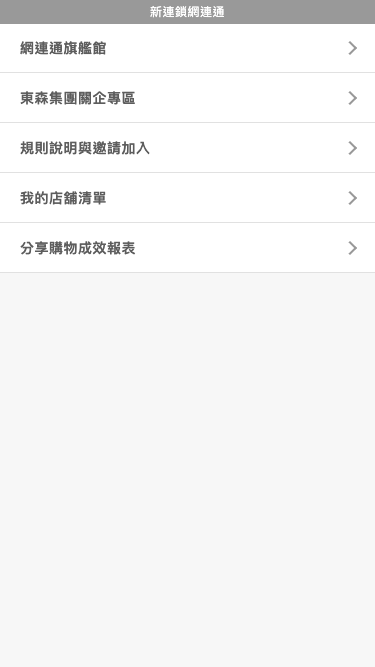 新連鎖網連通
網連通旗艦館
東森集團關企專區
規則說明與邀請加入
我的店舖清單
分享購物成效報表